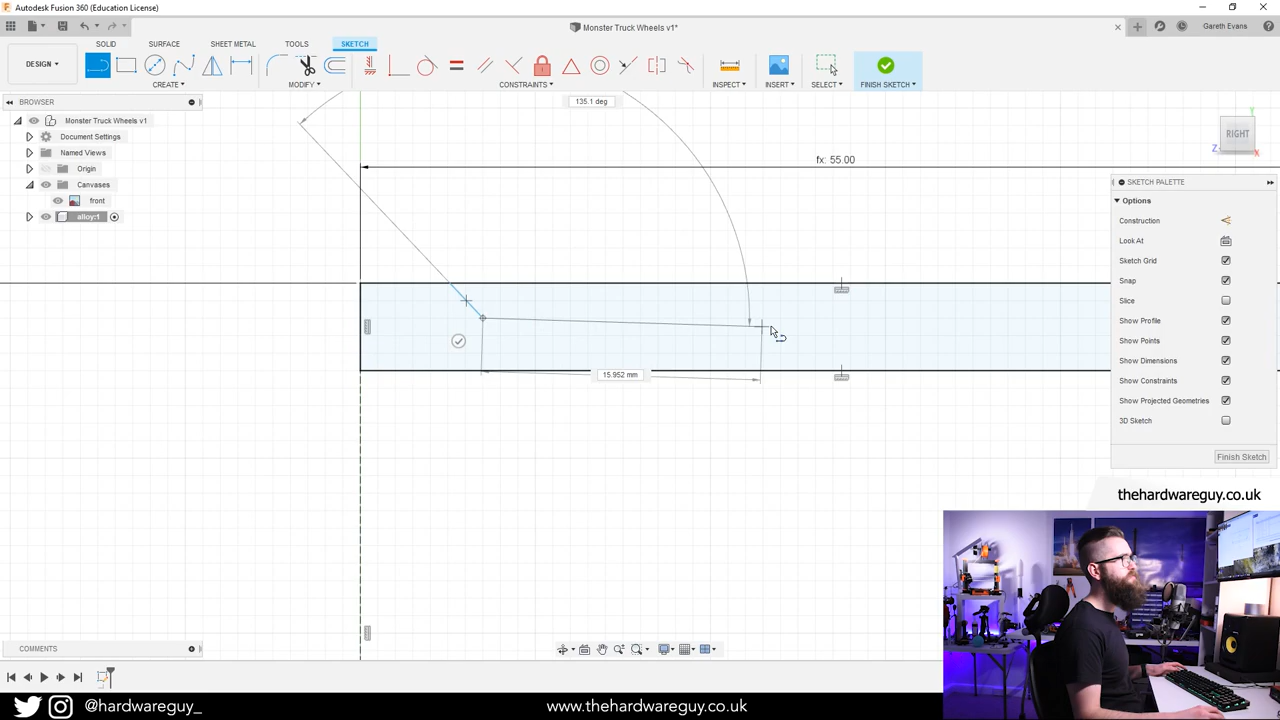 Autodesk Fusion 360 (Education License)
Monster Truck Wheels v1*
Gareth Evans
DESIGN
SOLID
SURFACE
SHEET METAL
TOOLS
SKETCH
CREATE
MODIFY
CONSTRAINTS
INSPECT
INSERT
SELECT
FINISH SKETCH
BROWSER
Monster Truck Wheels v1
Document Settings
Named Views
Origin
Canvases
front
alloy:1
135.1 deg
fx: 55.00
15.952 mm
RIGHT
Y
Z
X
SKETCH PALETTE
Options
Construction
Look At
Sketch Grid
Snap
Slice
Show Profile
Show Points
Show Dimensions
Show Constraints
Show Projected Geometries
3D Sketch
Finish Sketch
thehardwareguy.co.uk
COMMENTS
@hardwareguy_
www.thehardwareguy.co.uk